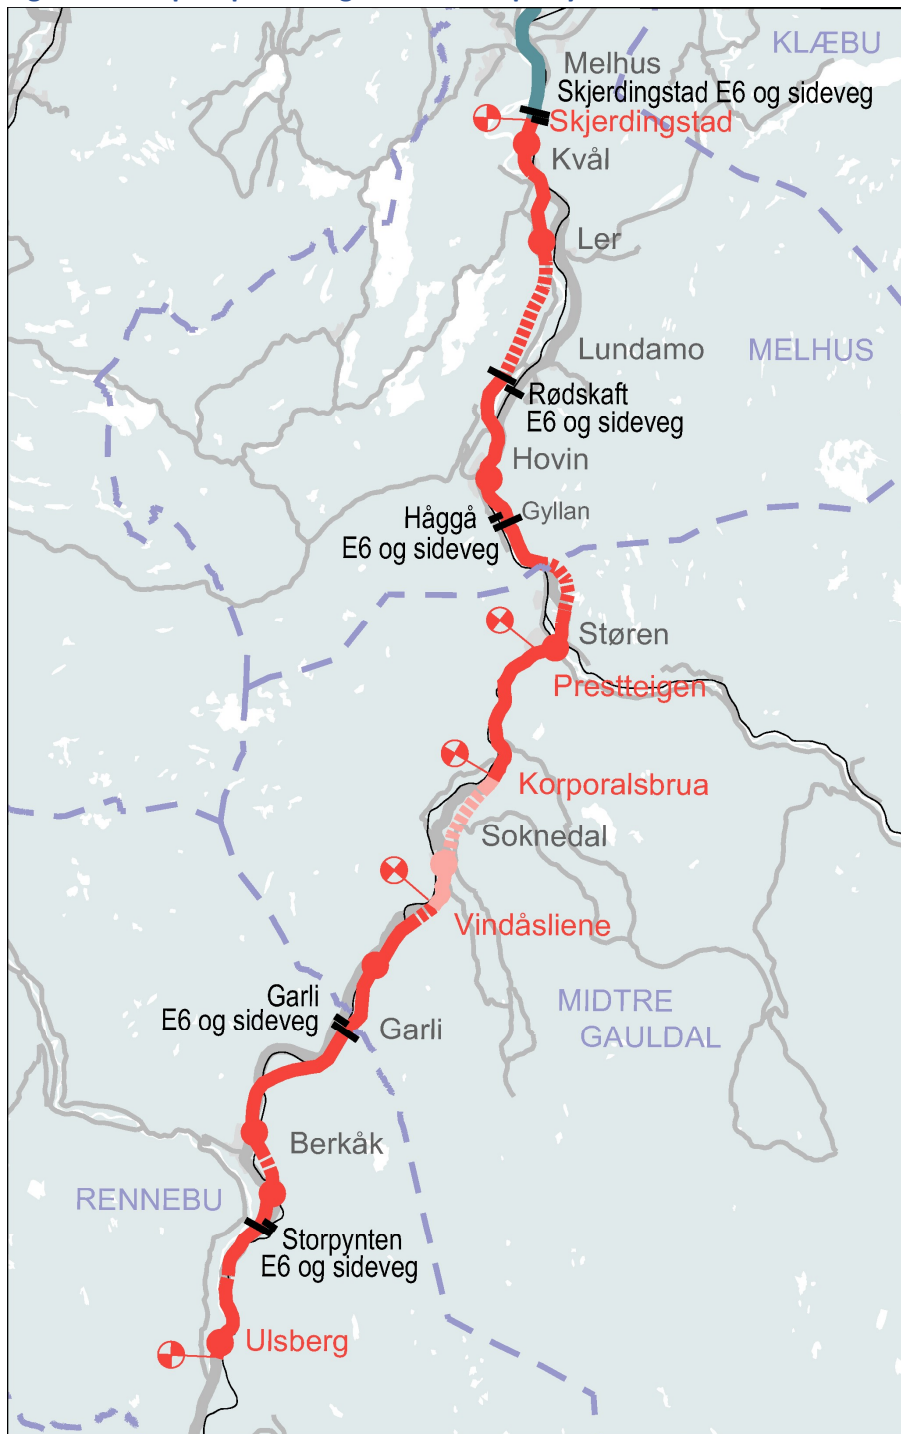 KLÆBU
Melhus
Skjerdingstad E6 og sideveg
Skjerdingstad
Kvål
Ler
Lundamo
MELHUS
Rødskaft
E6 og sideveg
Hovin
Gyllan
Håggå
E6 og sideveg
Støren
Prestteigen
Korporalsbrua
Soknedal
Vindåsliene
MIDTRE
GAULDAL
Garli
E6 og sideveg
Garli
Berkåk
RENNEBU
Storpynten
E6 og sideveg
Ulsberg